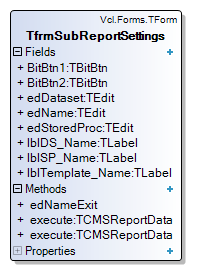 Vcl.Forms.TForm
TfrmSubReportSettings
Fields +
+ BitBtn1:TBitBtn
+ BitBtn2:TBitBtn
+ edDataset:TEdit
+ edName:TEdit
+ edStoredProc:TEdit
+ lblDS_Name:TLabel
+ lblSP_Name:TLabel
+ lblTemplate_Name:TLabel
Methods +
+ edNameExit
+ execute:TCMSReportData
+ execute:TCMSReportData
Properties +